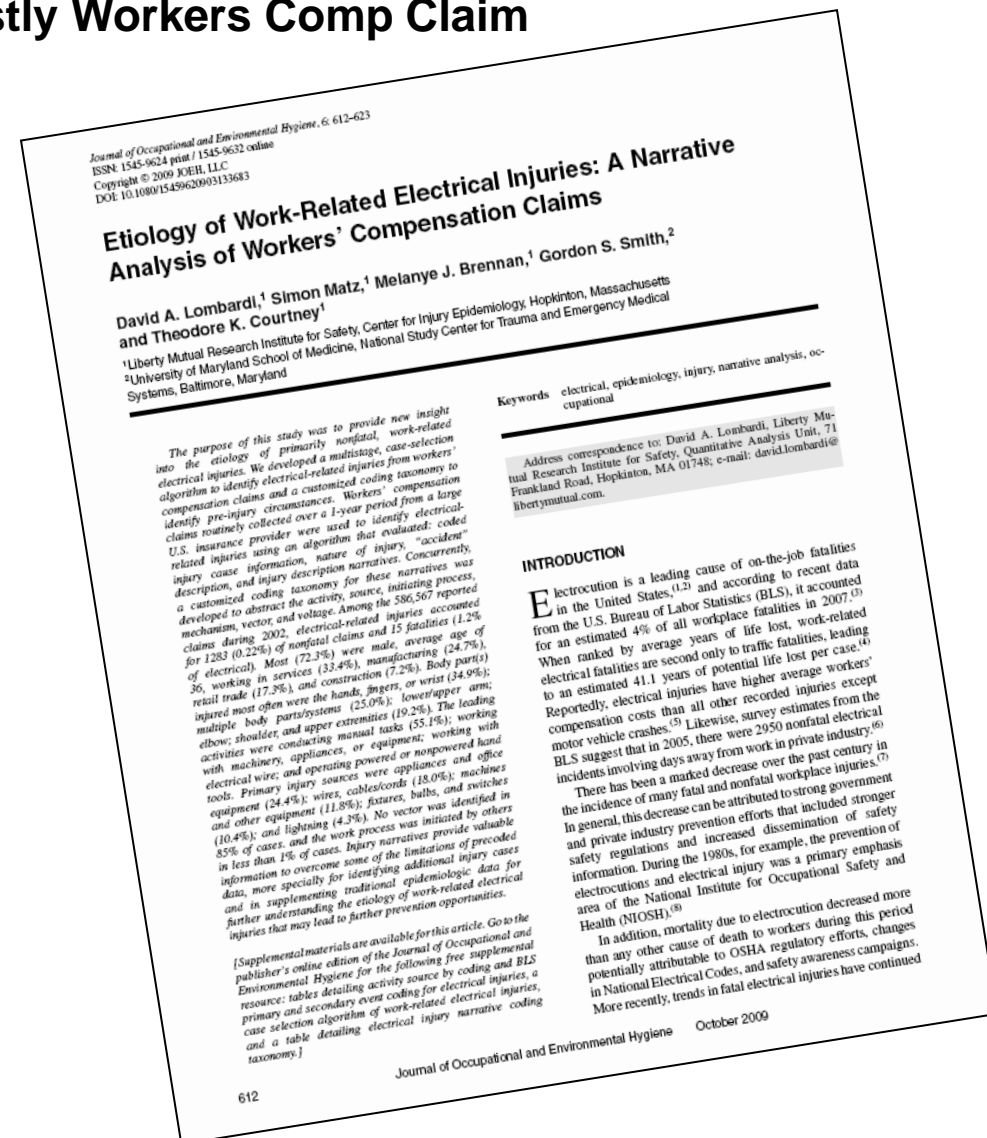 stly Workers Comp Claim
Journal of Occupational and Environmental Hygiene, 6: 612–623
ISSN: 1545-9624 print / 1545-9632 online
Copyright © 2009 JOEH, LLC
DOI: 10.1080/15459620903133683
Etiology of Work-Related Electrical Injuries: A Narrative
Analysis of Workers’ Compensation Claims
David A. Lombardi,1 Simon Matz,1 Melanye J. Brennan,1 Gordon S. Smith,2
and Theodore K. Courtney1
1Liberty Mutual Research Institute for Safety, Center for Injury Epidemiology, Hopkinton, Massachusetts
2University of Maryland School of Medicine, National Study Center for Trauma and Emergency Medical
Systems, Baltimore, Maryland
The purpose of this study was to provide new insight
into the etiology of primarily nonfatal, work-related
electrical injuries. We developed a multistage, case-selection
algorithm to identify electrical-related injuries from workers’
compensation claims and a customized coding taxonomy to
identify pre-injury circumstances. Workers’ compensation
claims routinely collected over a 1-year period from a large
U.S. insurance provider were used to identify electrical-
related injuries using an algorithm that evaluated: coded
injury cause information, nature of injury, “accident”
description, and injury description narratives. Concurrently,
a customized coding taxonomy for these narratives was
developed to abstract the activity, source, initiating process,
mechanism, vector, and voltage. Among the 586,567 reported
claims during 2002, electrical-related injuries accounted
for 1283 (0.22%) of nonfatal claims and 15 fatalities (1.2%
of electrical). Most (72.3%) were male, average age of
36, working in services (33.4%), manufacturing (24.7%),
retail trade (17.3%), and construction (7.2%). Body part(s)
injured most often were the hands, fingers, or wrist (34.9%);
multiple body parts/systems (25.0%); lower/upper arm;
elbow; shoulder, and upper extremities (19.2%). The leading
activities were conducting manual tasks (55.1%); working
with machinery, appliances, or equipment; working with
electrical wire; and operating powered or nonpowered hand
tools. Primary injury sources were appliances and office
equipment (24.4%); wires, cables/cords (18.0%); machines
and other equipment (11.8%); fixtures, bulbs, and switches
(10.4%); and lightning (4.3%). No vector was identified in
85% of cases. and the work process was initiated by others
in less than 1% of cases. Injury narratives provide valuable
information to overcome some of the limitations of precoded
data, more specially for identifying additional injury cases
and in supplementing traditional epidemiologic data for
further understanding the etiology of work-related electrical
injuries that may lead to further prevention opportunities.
[Supplemental materials are available for this article. Go to the
publisher’s online edition of the Journal of Occupational and
Environmental Hygiene for the following free supplemental
resource: tables detailing activity source by coding and BLS
primary and secondary event coding for electrical injuries, a
case selection algorithm of work-related electrical injuries,
and a table detailing electrical injury narrative coding
taxonomy.]
Keywords electrical, epidemiology, injury, narrative analysis, oc-
cupational
Address correspondence to: David A. Lombardi, Liberty Mu-
tual Research Institute for Safety, Quantitative Analysis Unit, 71
Frankland Road, Hopkinton, MA 01748; e-mail: david.lombardi@
libertymutual.com.
INTRODUCTION
Electrocution is a leading cause of on-the-job fatalities
in the United States,(1,2) and according to recent data
from the U.S. Bureau of Labor Statistics (BLS), it accounted
for an estimated 4% of all workplace fatalities in 2007.(3)
When ranked by average years of life lost, work-related
electrical fatalities are second only to traffic fatalities, leading
to an estimated 41.1 years of potential life lost per case.(4)
Reportedly, electrical injuries have higher average workers’
compensation costs than all other recorded injuries except
motor vehicle crashes.(5) Likewise, survey estimates from the
BLS suggest that in 2005, there were 2950 nonfatal electrical
incidents involving days away from work in private industry.(6)
There has been a marked decrease over the past century in
the incidence of many fatal and nonfatal workplace injuries.(7)
In general, this decrease can be attributed to strong government
and private industry prevention efforts that included stronger
safety regulations and increased dissemination of safety
information. During the 1980s, for example, the prevention of
electrocutions and electrical injury was a primary emphasis
area of the National Institute for Occupational Safety and
Health (NIOSH).(8)
In addition, mortality due to electrocution decreased more
than any other cause of death to workers during this period
potentially attributable to OSHA regulatory efforts, changes
in National Electrical Codes, and safety awareness campaigns.
More recently, trends in fatal electrical injuries have continued
612
Journal of Occupational and Environmental Hygiene October 2009